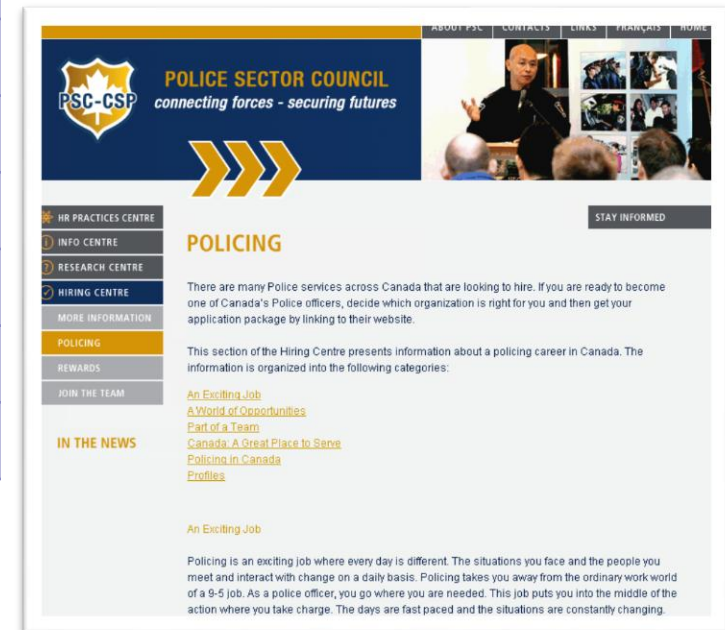 ABOUT PSC CONTACTS LINKS FRANÇAIS HOME
PSC-CSP
POLICE SECTOR COUNCIL
connecting forces - securing futures
HR PRACTICES CENTRE
INFO CENTRE
RESEARCH CENTRE
HIRING CENTRE
MORE INFORMATION
POLICING
REWARDS
JOIN THE TEAM
IN THE NEWS
STAY INFORMED
POLICING
There are many Police services across Canada that are looking to hire. If you are ready to become
one of Canada's Police officers, decide which organization is right for you and then get your
application package by linking to their website.
This section of the Hiring Centre presents information about a policing career in Canada. The
information is organized into the following categories:
An Exciting Job
A World of Opportunities
Part of a Team
Canada: A Great Place to Serve
Policing in Canada
Profiles
An Exciting Job
Policing is an exciting job where every day is different. The situations you face and the people you
meet and interact with change on a daily basis. Policing takes you away from the ordinary work world
of a 9-5 job. As a police officer, you go where you are needed. This job puts you into the middle of the
action where you take charge. The days are fast paced and the situations are constantly changing.